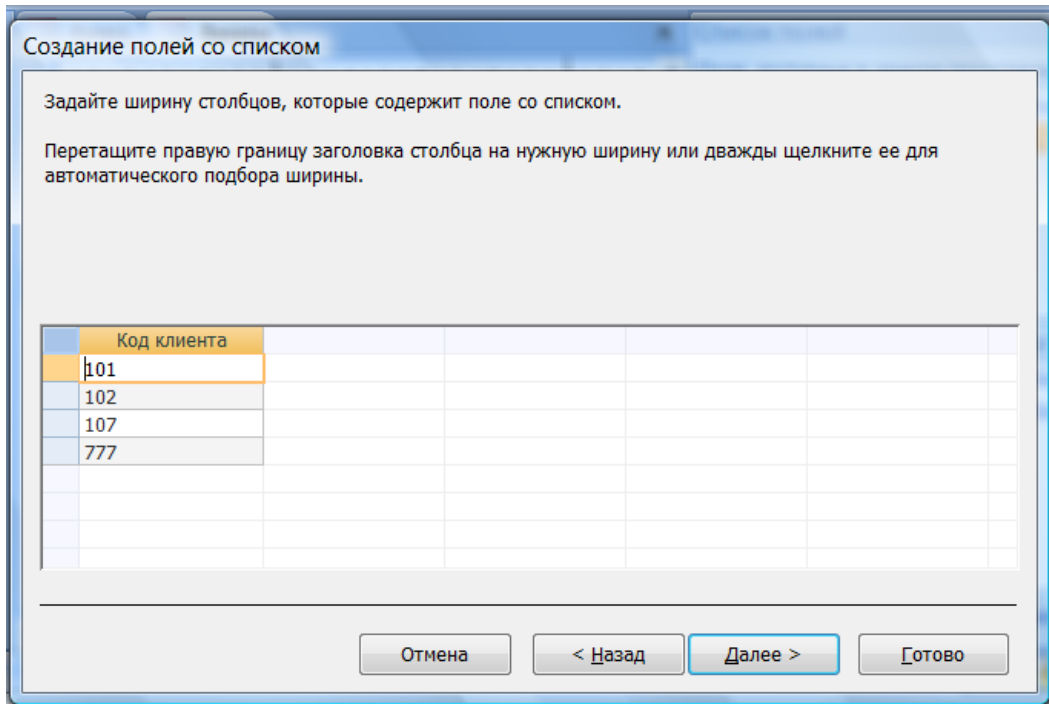 Создание полей со списком
Задайте ширину столбцов, которые содержит поле со списком.
Перетащите правую границу заголовка столбца на нужную ширину или дважды щелкните ее для
автоматического подбора ширины.
Код клиента
101
102
107
777
Отмена
< Назад
Далее >
Готово